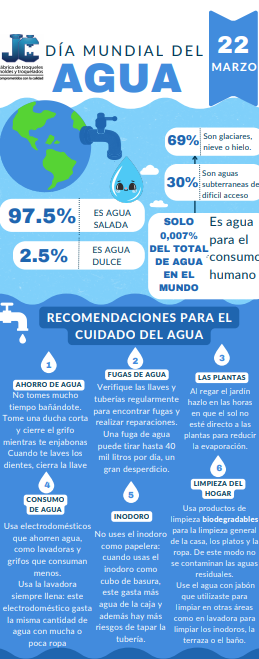 DÍA MUNDIAL DEL
AGUA
22
MARZO
JC
fábrica de troqueles
moldes y troquelados
comprometidos con la calidad
69%
Son glaciares,
nieve o hielo.
30%
Son aguas
subterraneas de
dificil acceso
97.5%
ES AGUA
SALADA
2.5%
ES AGUA
DULCE
SOLO
0,007%
DEL TOTAL
DE AGUA
EN EL
MUNDO
Es agua
para el
consumo
humano
RECOMENDACIONES PARA EL
CUIDADO DEL AGUA
1
AHORRO DE AGUA
No tomes mucho
tiempo bañándote.
Tome una ducha corta
y cierre el grifo
mientras te enjabonas
Cuando te laves los
dientes, cierra la llave
2
FUGAS DE AGUA
Verifique las llaves y
tuberías regularmente
para encontrar fugas y
realizar reparaciones.
Una fuga de agua
puede tirar hasta 40
mil litros por día, un
gran desperdicio.
3
LAS PLANTAS
Al regar el jardín
hazlo en las horas
en que el sol no
esté directo a las
plantas para reducir
la evaporación.
4
CONSUMO
DE AGUA
Usa electrodomésticos
que ahorren agua,
como lavadoras y
grifos que consuman
menos.
Usa la lavadora
siempre llena: este
electrodoméstico gasta
la misma cantidad de
agua con mucha o
poca ropa
5
INODORO
No uses el inodoro
como papelera:
cuando usas el
inodoro como
cubo de basura,
este gasta más
agua de la caja y
además hay más
riesgos de tapar la
tubería.
6
LIMPIEZA DEL
HOGAR
Usa productos de
limpieza biodegradables
para la limpieza general
de la casa, los platos y la
ropa. De este modo no
se contaminan las aguas
residuales.
Use el agua con jabón
que utilizaste para
limpiar en otras áreas
como en lavadora para
limpiar los inodoros, la
terraza o el baño.